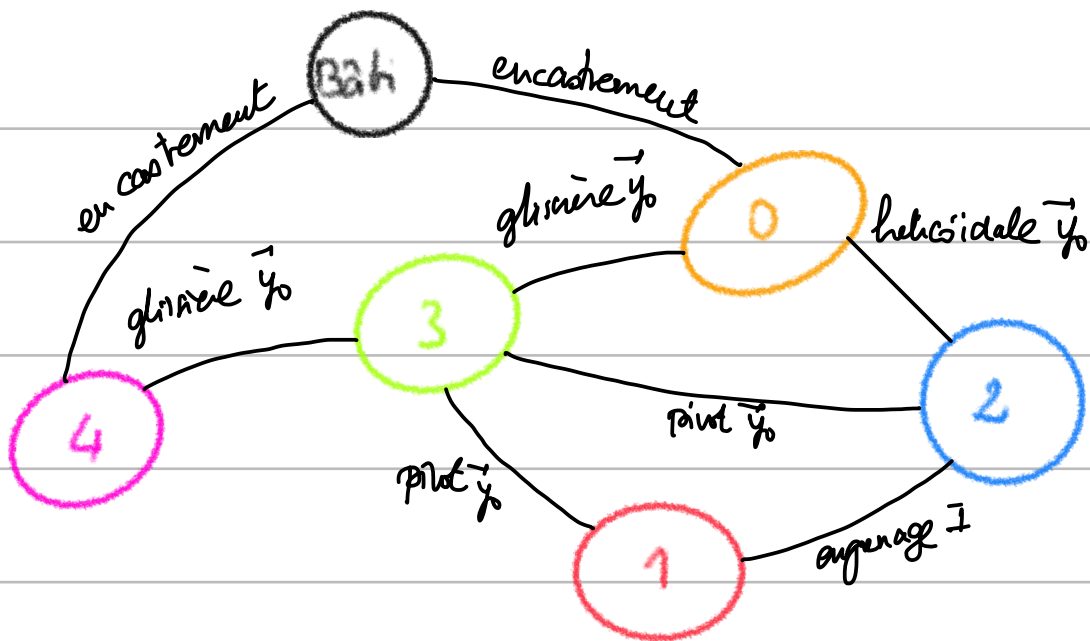 Bâti
encastrement
encastrement
0
glissière y₀
hélicoïdale y₀
glissière y₀
3
2
4
pivot y₀
pivot y₀
1
engrenage I